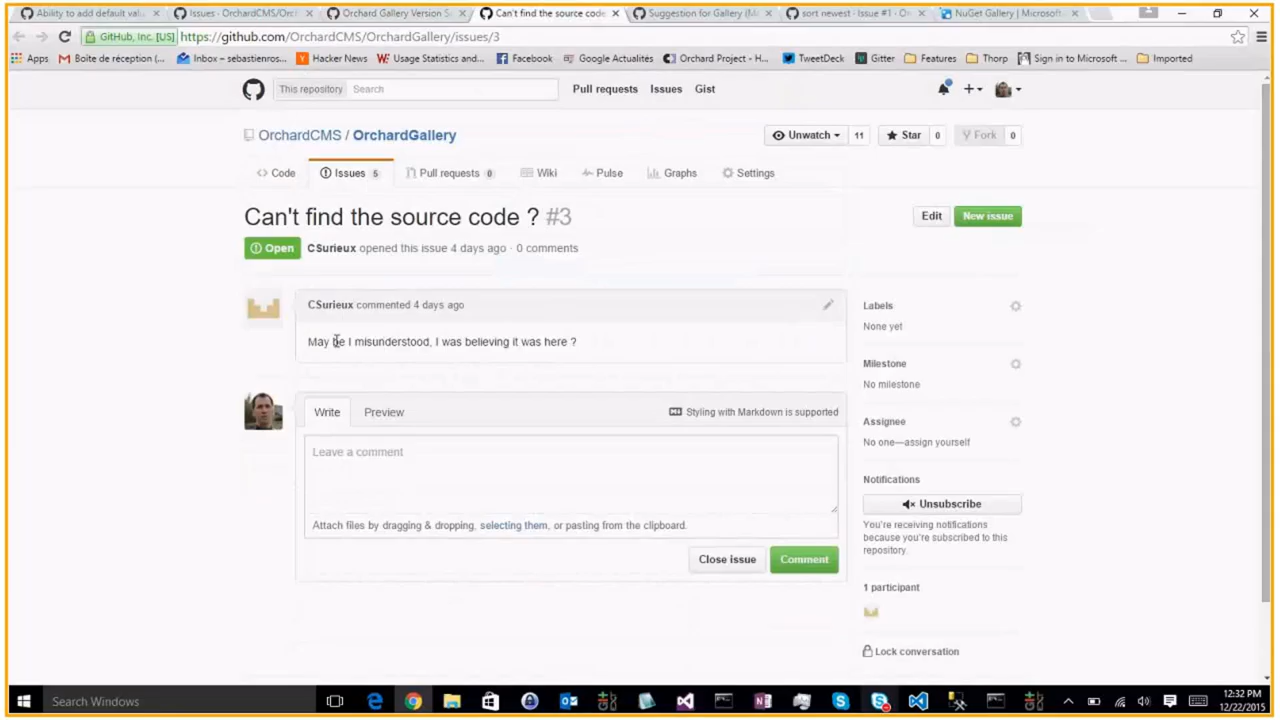 Ability to add default valu
Issues · OrchardCMS/Orch
Orchard Gallery Version S
Can't find the source code
Suggestion for Gallery (M
sort newest · Issue #1 · O
NuGet Gallery | Microsoft
GitHub, Inc. [US]
https://github.com/OrchardCMS/OrchardGallery/issues/3
Apps
Boîte de réception (...
Inbox – sebastienros...
Hacker News
Usage Statistics and...
Facebook
Google Actualités
Orchard Project - H...
TweetDeck
Gitter
Features
Thorp
Sign in to Microsoft ...
Imported
This repository
Search
Pull requests
Issues
Gist
OrchardCMS / OrchardGallery
Unwatch 11
Star 0
Fork 0
Code
Issues 5
Pull requests 0
Wiki
Pulse
Graphs
Settings
Can't find the source code ? #3
Edit
New issue
Open
CSurieux opened this issue 4 days ago · 0 comments
CSurieux commented 4 days ago
May be I misunderstood, I was believing it was here ?
Write
Preview
Styling with Markdown is supported
Leave a comment
Attach files by dragging & dropping, selecting them, or pasting from the clipboard.
Close issue
Comment
Labels
None yet
Milestone
No milestone
Assignee
No one—assign yourself
Notifications
Unsubscribe
You're receiving notifications
because you're subscribed to this
repository.
1 participant
Lock conversation
Search Windows
12:32 PM
12/22/2015